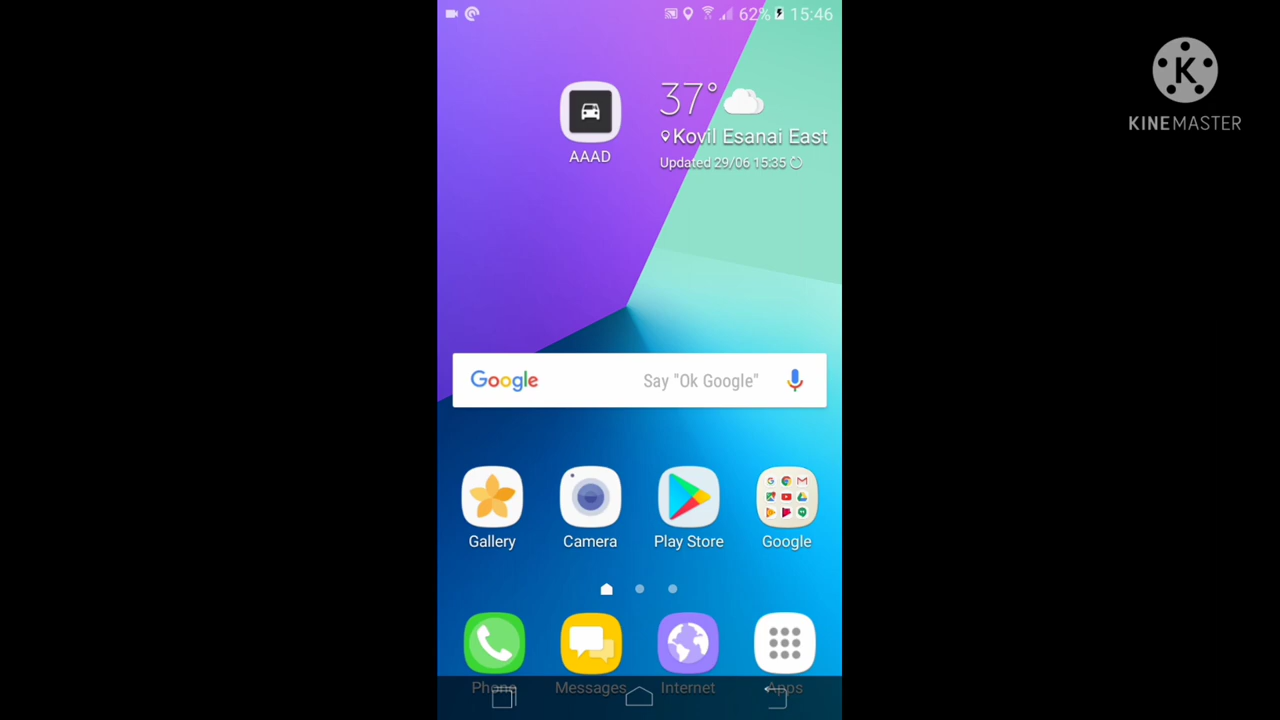 62% 15:46
K
KINEMASTER
37°
Kovil Esanai East
Updated 29/06 15:35
AAAD
Google Say "Ok Google"
Gallery Camera Play Store Google
Phone Messages Internet Apps